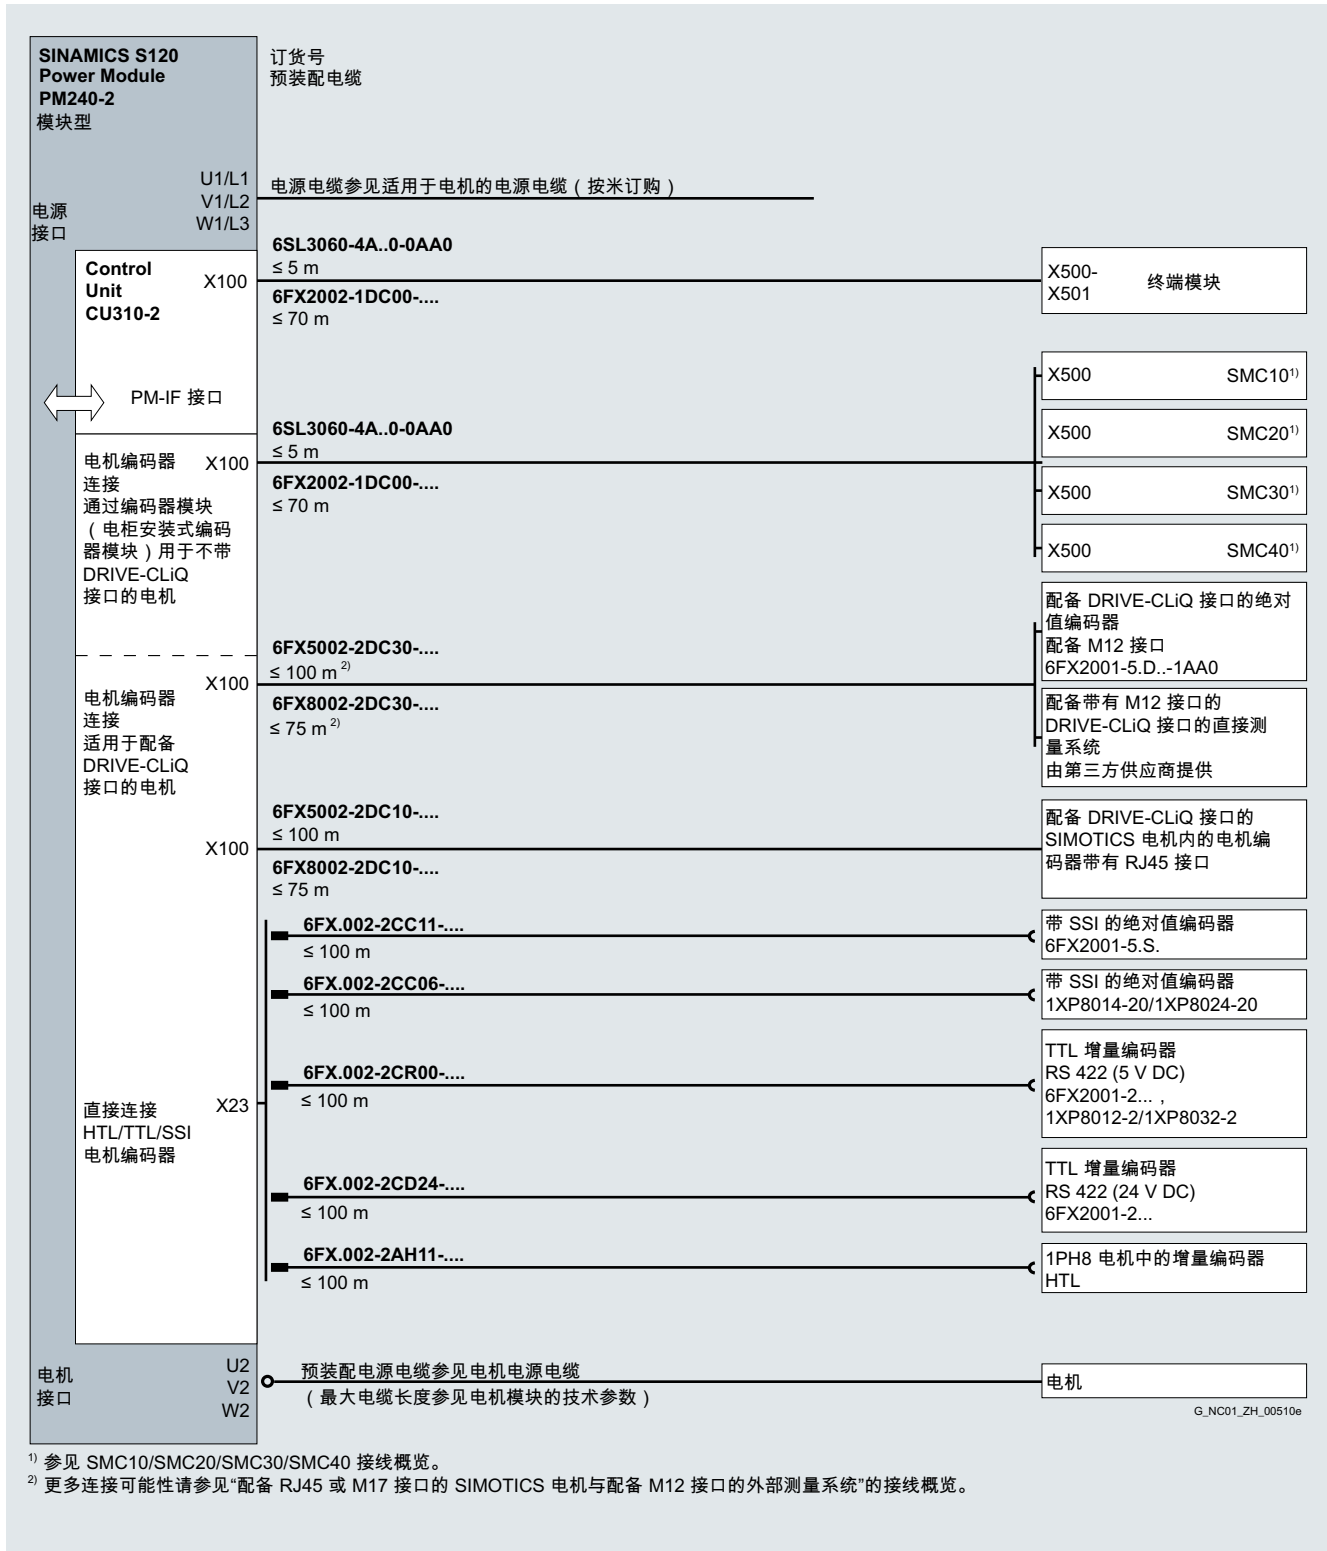 SINAMICS S120
Power Module
PM240-2
模块型
订货号
预装配电缆
电源
接口
U1/L1
V1/L2
W1/L3
电源电缆参见适用于电机的电源电缆（按米订购）
Control
Unit
CU310-2
X100
6SL3060-4A..0-0AA0
≤ 5 m
6FX2002-1DC00-....
≤ 70 m
X500-
X501
终端模块
PM-IF 接口
X500 SMC10¹⁾
X500 SMC20¹⁾
X500 SMC30¹⁾
X500 SMC40¹⁾
电机编码器
连接
通过编码器模块
（电柜安装式编码
器模块）用于不带
DRIVE-CLiQ
接口的电机
X100
6SL3060-4A..0-0AA0
≤ 5 m
6FX2002-1DC00-....
≤ 70 m
电机编码器
连接
适用于配备
DRIVE-CLiQ
接口的电机
X100
6FX5002-2DC30-....
≤ 100 m ²⁾
6FX8002-2DC30-....
≤ 75 m ²⁾
配备 DRIVE-CLiQ 接口的绝对
值编码器
配备 M12 接口
6FX2001-5.D..-1AA0
配备带有 M12 接口的
DRIVE-CLiQ 接口的直接测
量系统
由第三方供应商提供
X100
6FX5002-2DC10-....
≤ 100 m
6FX8002-2DC10-....
≤ 75 m
配备 DRIVE-CLiQ 接口的
SIMOTICS 电机内的电机编
码器带有 RJ45 接口
直接连接
HTL/TTL/SSI
电机编码器
X23
6FX.002-2CC11-....
≤ 100 m
带 SSI 的绝对值编码器
6FX2001-5.S.
6FX.002-2CC06-....
≤ 100 m
带 SSI 的绝对值编码器
1XP8014-20/1XP8024-20
6FX.002-2CR00-....
≤ 100 m
TTL 增量编码器
RS 422 (5 V DC)
6FX2001-2... ,
1XP8012-2/1XP8032-2
6FX.002-2CD24-....
≤ 100 m
TTL 增量编码器
RS 422 (24 V DC)
6FX2001-2...
6FX.002-2AH11-....
≤ 100 m
1PH8 电机中的增量编码器
HTL
电机
接口
U2
V2
W2
预装配电源电缆参见电机电源电缆
（最大电缆长度参见电机模块的技术参数）
电机
G_NC01_ZH_00510e
¹⁾ 参见 SMC10/SMC20/SMC30/SMC40 接线概览。
²⁾ 更多连接可能性请参见“配备 RJ45 或 M17 接口的 SIMOTICS 电机与配备 M12 接口的外部测量系统”的接线概览。